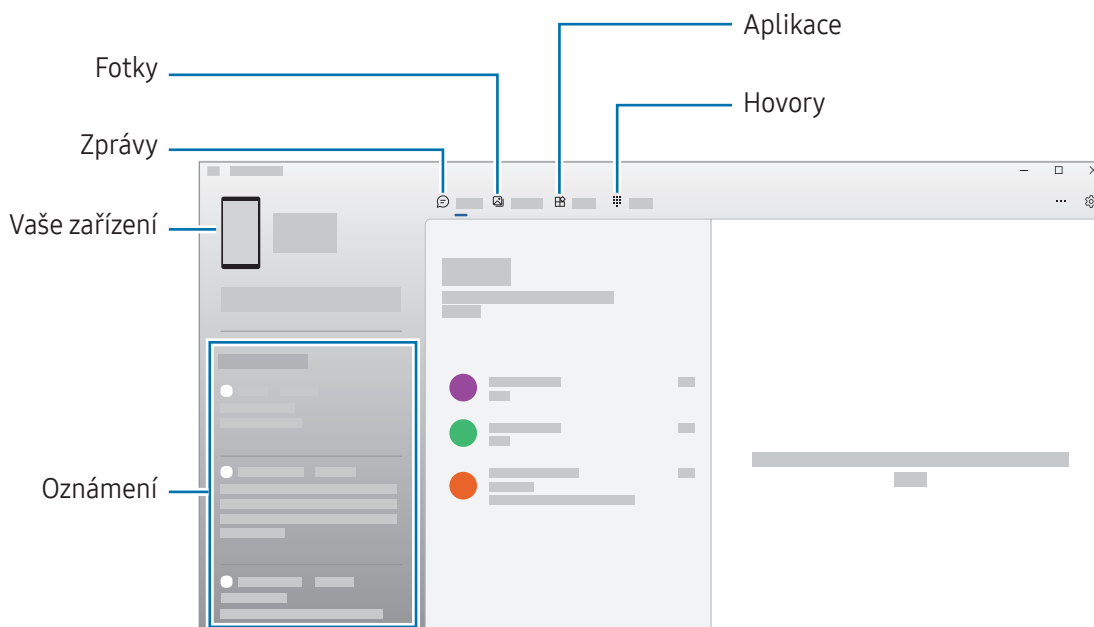 Aplikace
Fotky
Hovory
Zprávy
Vaše zařízení
Oznámení